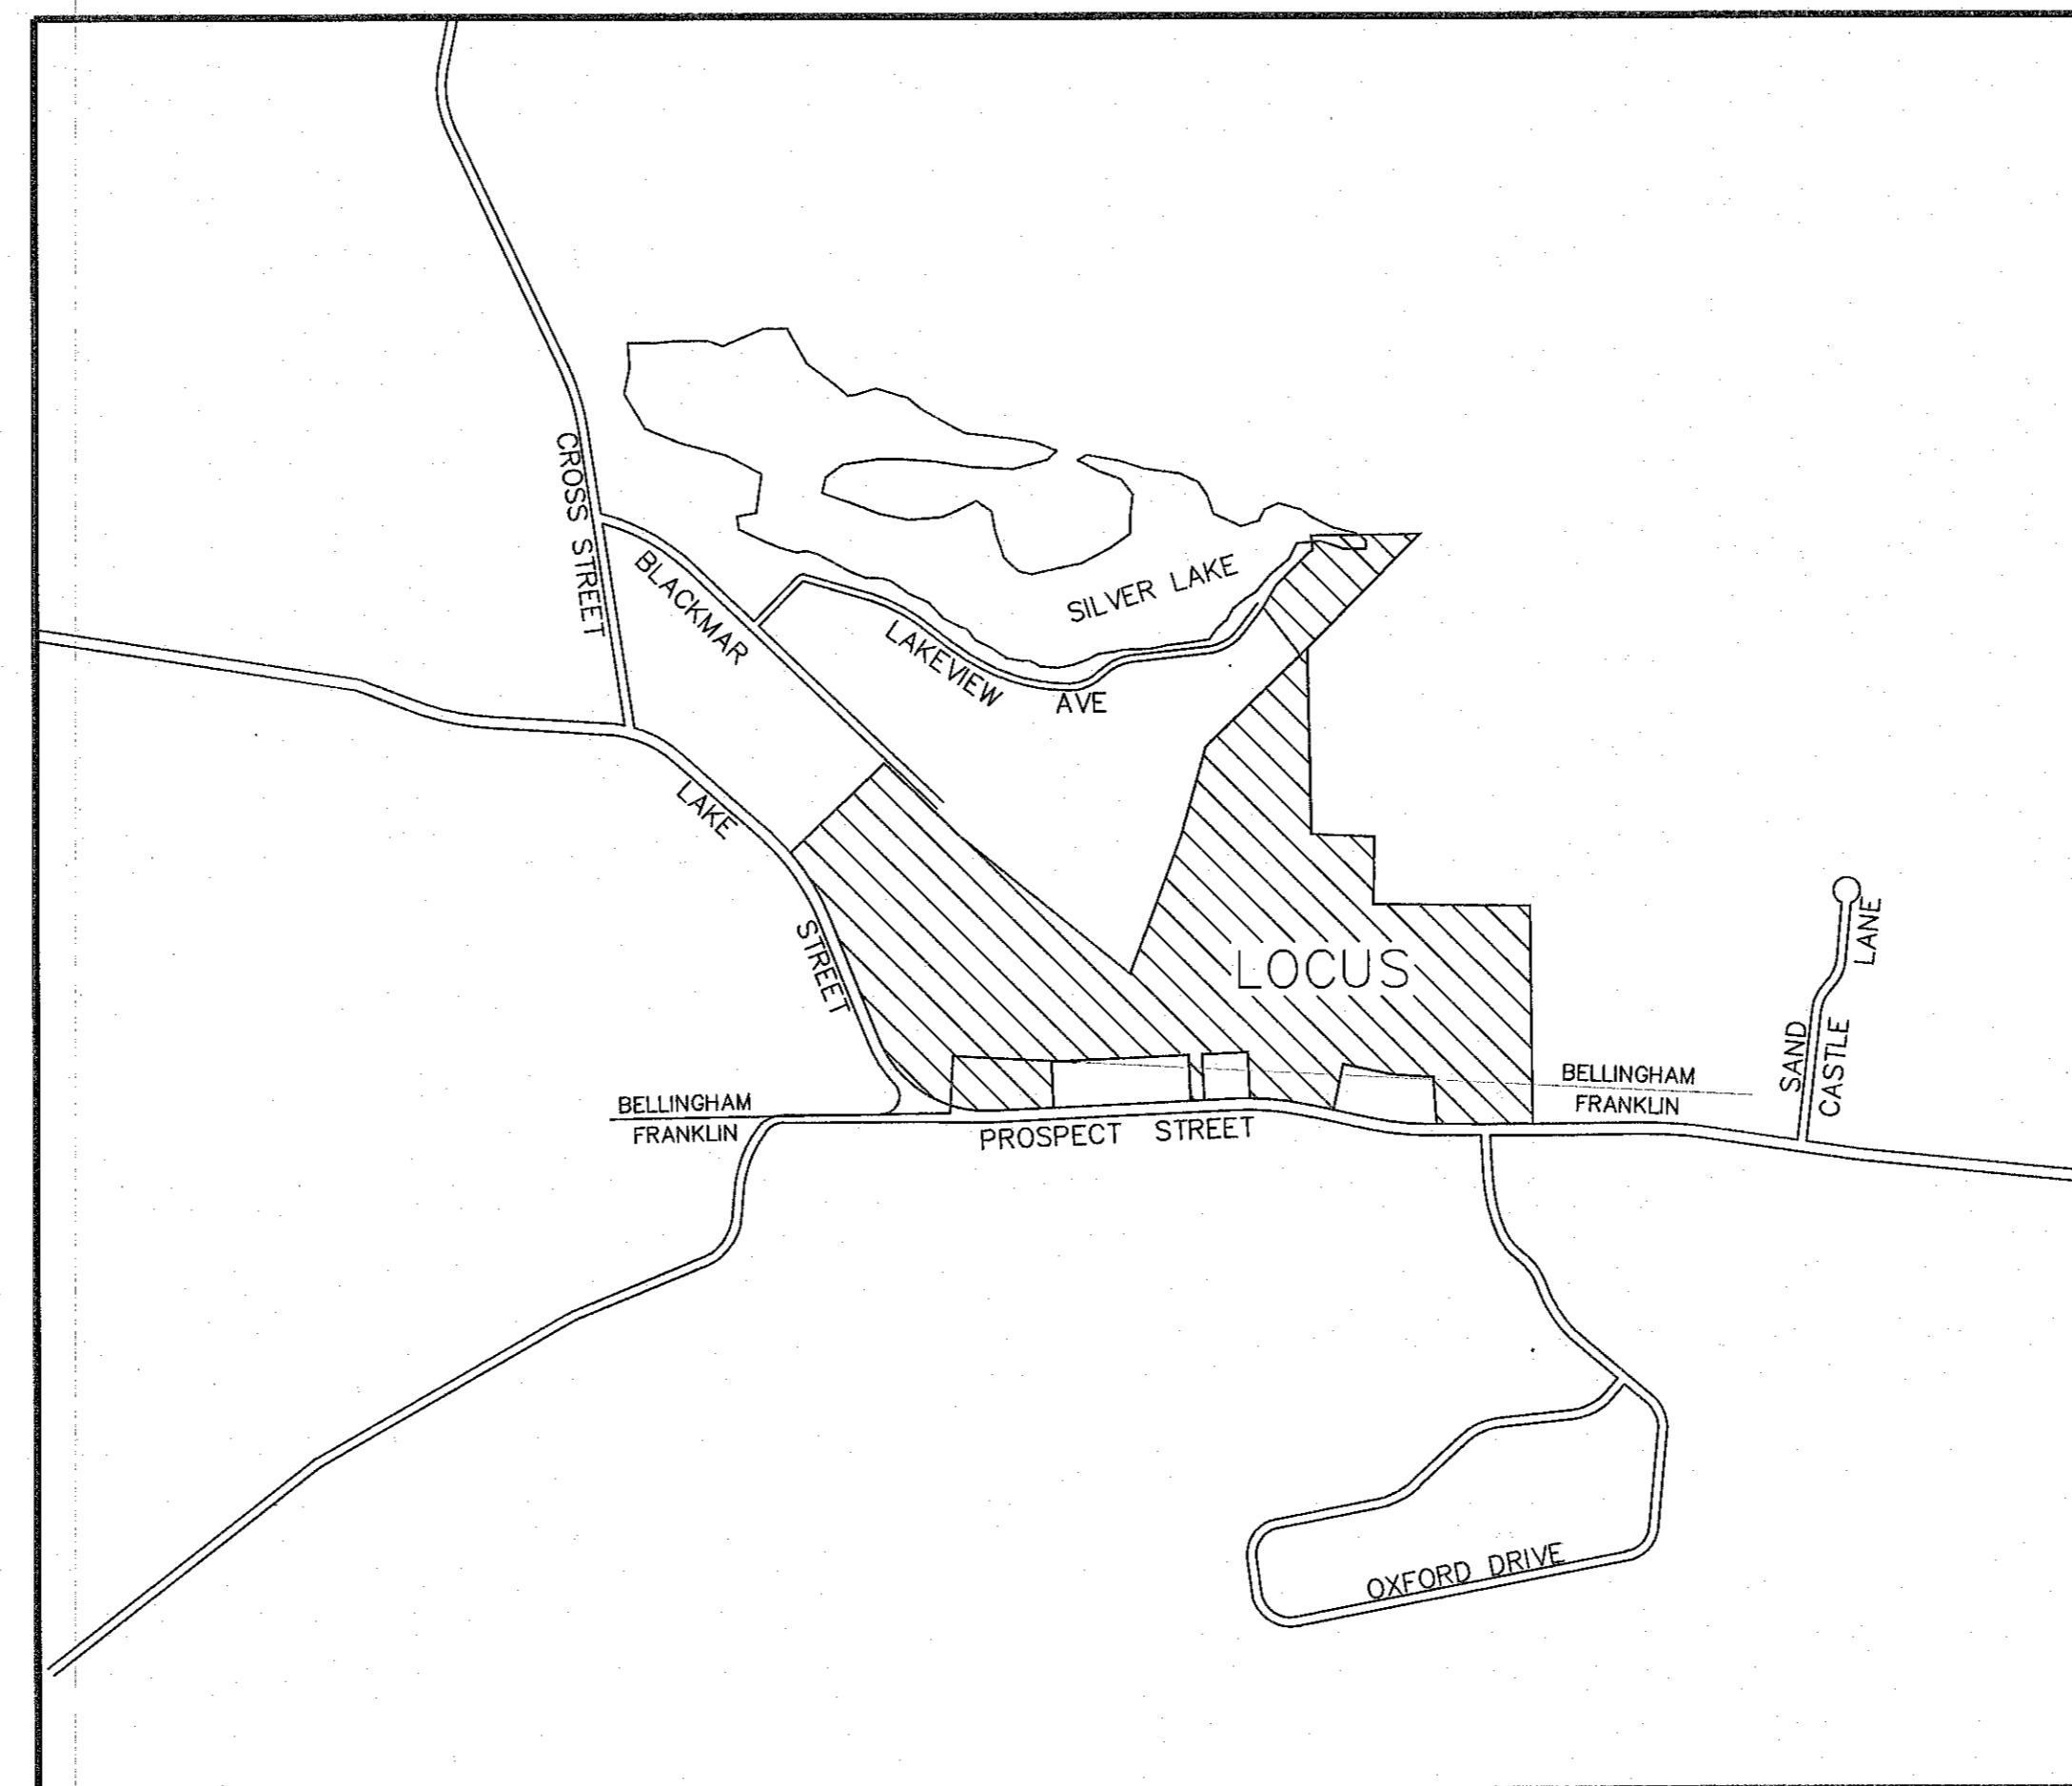 CROSS STREET
BLACKMAR
SILVER LAKE
LAKEVIEW AVE
LAKE STREET
LOCUS
SAND CASTLE LANE
BELLINGHAM
FRANKLIN
BELLINGHAM
FRANKLIN
PROSPECT STREET
OXFORD DRIVE